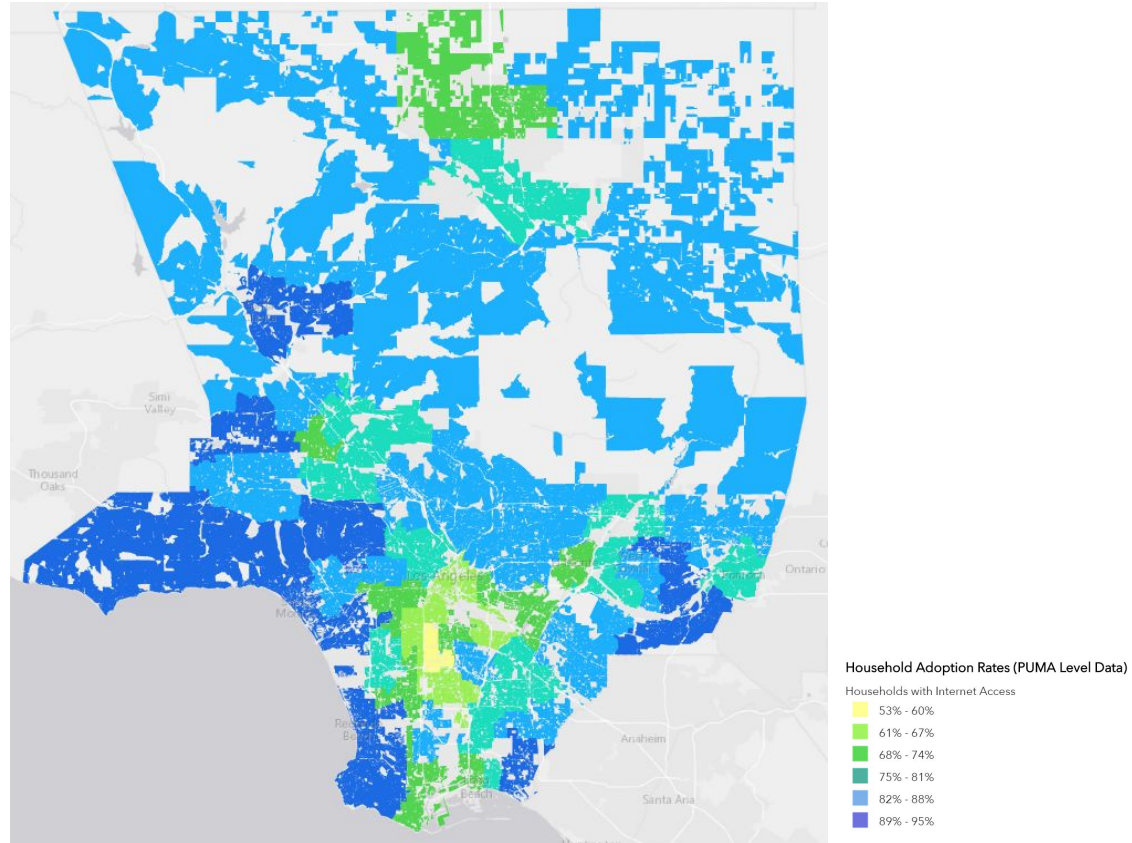 Simi
Valley
Thousand
Oaks
Los Angeles
Ontario
Anaheim
Santa Ana
Beach
Household Adoption Rates (PUMA Level Data)
Households with Internet Access
53% - 60%
61% - 67%
68% - 74%
75% - 81%
82% - 88%
89% - 95%